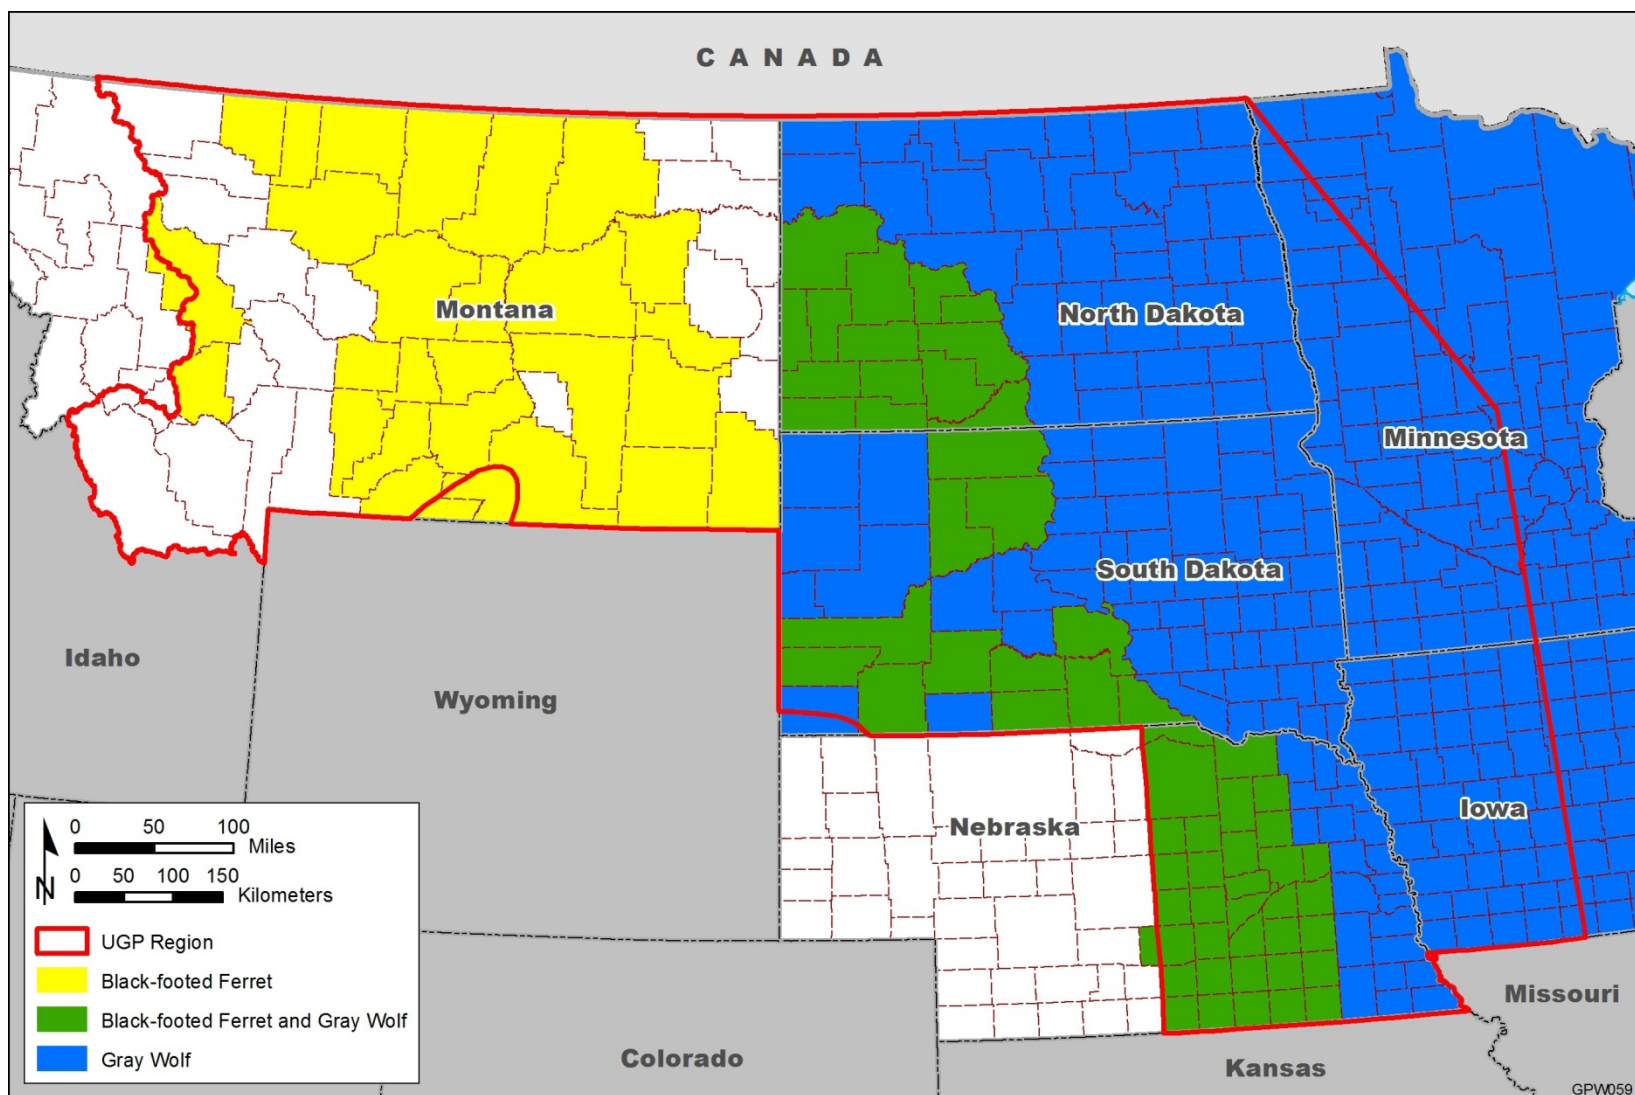 CANADA
Montana
North Dakota
Minnesota
South Dakota
Idaho
Wyoming
Nebraska
Iowa
0 50 100
Miles
0 50 100 150
Kilometers
N
UGP Region
Black-footed Ferret
Black-footed Ferret and Gray Wolf
Gray Wolf
Colorado
Kansas
Missouri
GPW059